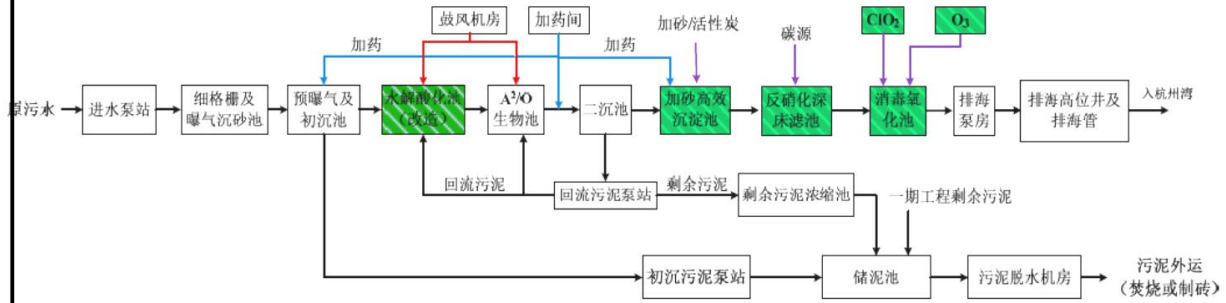 鼓风机房
加药间
加砂/活性炭
碳源
ClO₂
O₃
加药
加药
原污水
进水泵站
细格栅及
曝气沉砂池
预曝气及
初沉池
水解酸化池
（改造）
A²/O
生物池
二沉池
加砂高效
沉淀池
反硝化深
床滤池
消毒氧
化池
排海
泵房
排海高位井及
排海管
入杭州湾
回流污泥
回流污泥泵站
剩余污泥
剩余污泥浓缩池
一期工程剩余污泥
初沉污泥泵站
储泥池
污泥脱水机房
污泥外运
（焚烧或制砖）